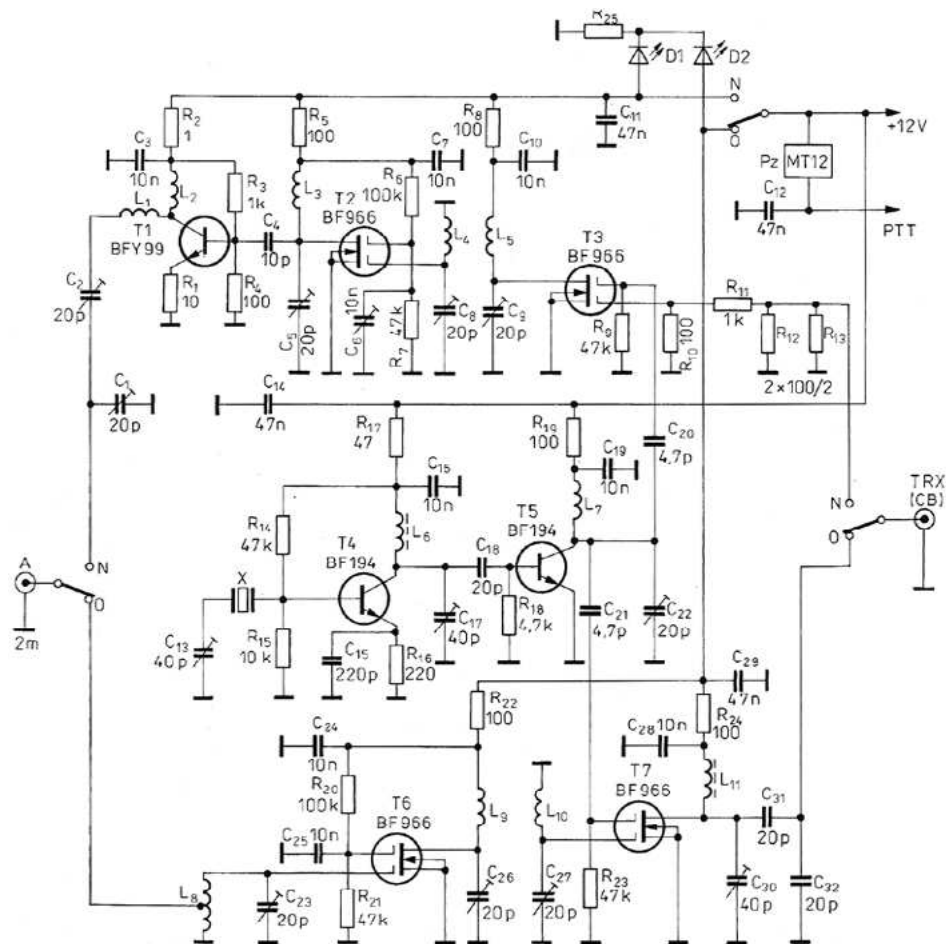 R25
D1
D2
N
O
+12V
Pz
MT12
C12
47n
PTT
R2
1
R5
100
R8
100
C11
47n
C3
10n
L1
L2
R3
1k
L3
C7
10n
R6
100k
C10
10n
T1
BFY99
C4
10p
T2
BF966
L4
L5
T3
BF966
C2
20p
R1
10
R4
100
C5
20p
C6
10n
R7
47k
C8
20p
C9
20p
R9
47k
R10
100
R11
1k
R12
R13
2×100/2
C1
20p
C14
47n
R17
47
R19
100
C20
4,7p
C15
10n
C19
10n
TRX
(CB)
N
O
R14
47k
L6
L7
T4
BF194
T5
BF194
C18
20p
A
2m
N
O
X
C13
40p
R15
10k
C15
220p
R16
220
C17
40p
R18
4,7k
C21
4,7p
C22
20p
C29
47n
R22
100
R24
100
C24
10n
C28
10n
R20
100k
T6
BF966
L9
L10
T7
BF966
L11
C31
20p
C25
10n
L8
C23
20p
R21
47k
C26
20p
C27
20p
R23
47k
C30
40p
C32
20p